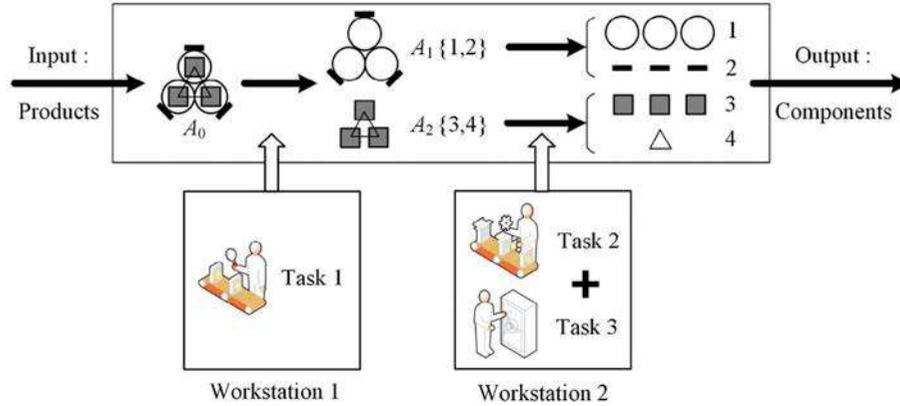 Input :
Products
A0
A1 {1,2}
A2 {3,4}
1
2
3
4
Output :
Components
Task 1
Workstation 1
Task 2
+
Task 3
Workstation 2